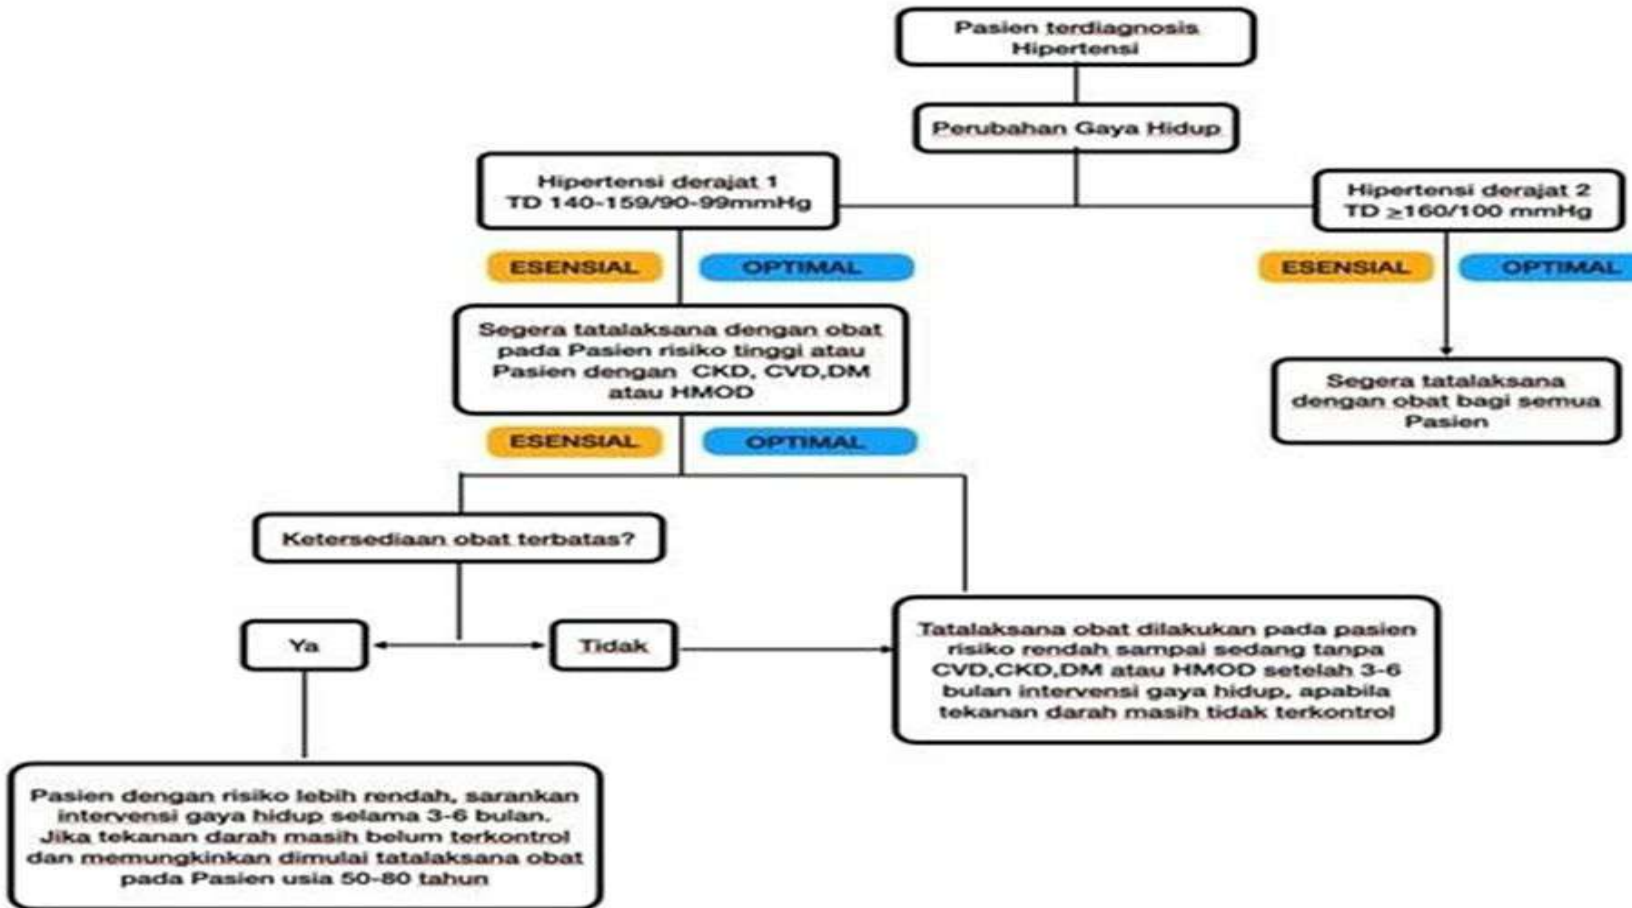 Pasien terdiagnosis
Hipertensi
Perubahan Gaya Hidup
Hipertensi derajat 1
TD 140-159/90-99mmHg
Hipertensi derajat 2
TD ≥160/100 mmHg
ESENSIAL
OPTIMAL
ESENSIAL
OPTIMAL
Segera tatalaksana dengan obat
pada Pasien risiko tinggi atau
Pasien dengan CKD, CVD,DM
atau HMOD
Segera tatalaksana
dengan obat bagi semua
Pasien
ESENSIAL
OPTIMAL
Ketersediaan obat terbatas?
Ya
Tidak
Tatalaksana obat dilakukan pada pasien
risiko rendah sampai sedang tanpa
CVD,CKD,DM atau HMOD setelah 3-6
bulan intervensi gaya hidup, apabila
tekanan darah masih tidak terkontrol
Pasien dengan risiko lebih rendah, sarankan
intervensi gaya hidup selama 3-6 bulan.
Jika tekanan darah masih belum terkontrol
dan memungkinkan dimulai tatalaksana obat
pada Pasien usia 50-80 tahun